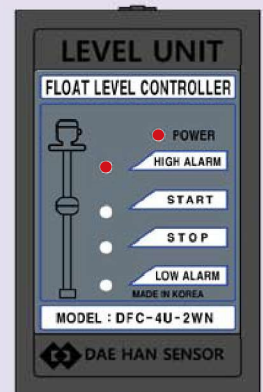 LEVEL UNIT
FLOAT LEVEL CONTROLLER
POWER
HIGH ALARM
START
STOP
LOW ALARM
MADE IN KOREA
MODEL : DFC-4U-2WN
DAE HAN SENSOR